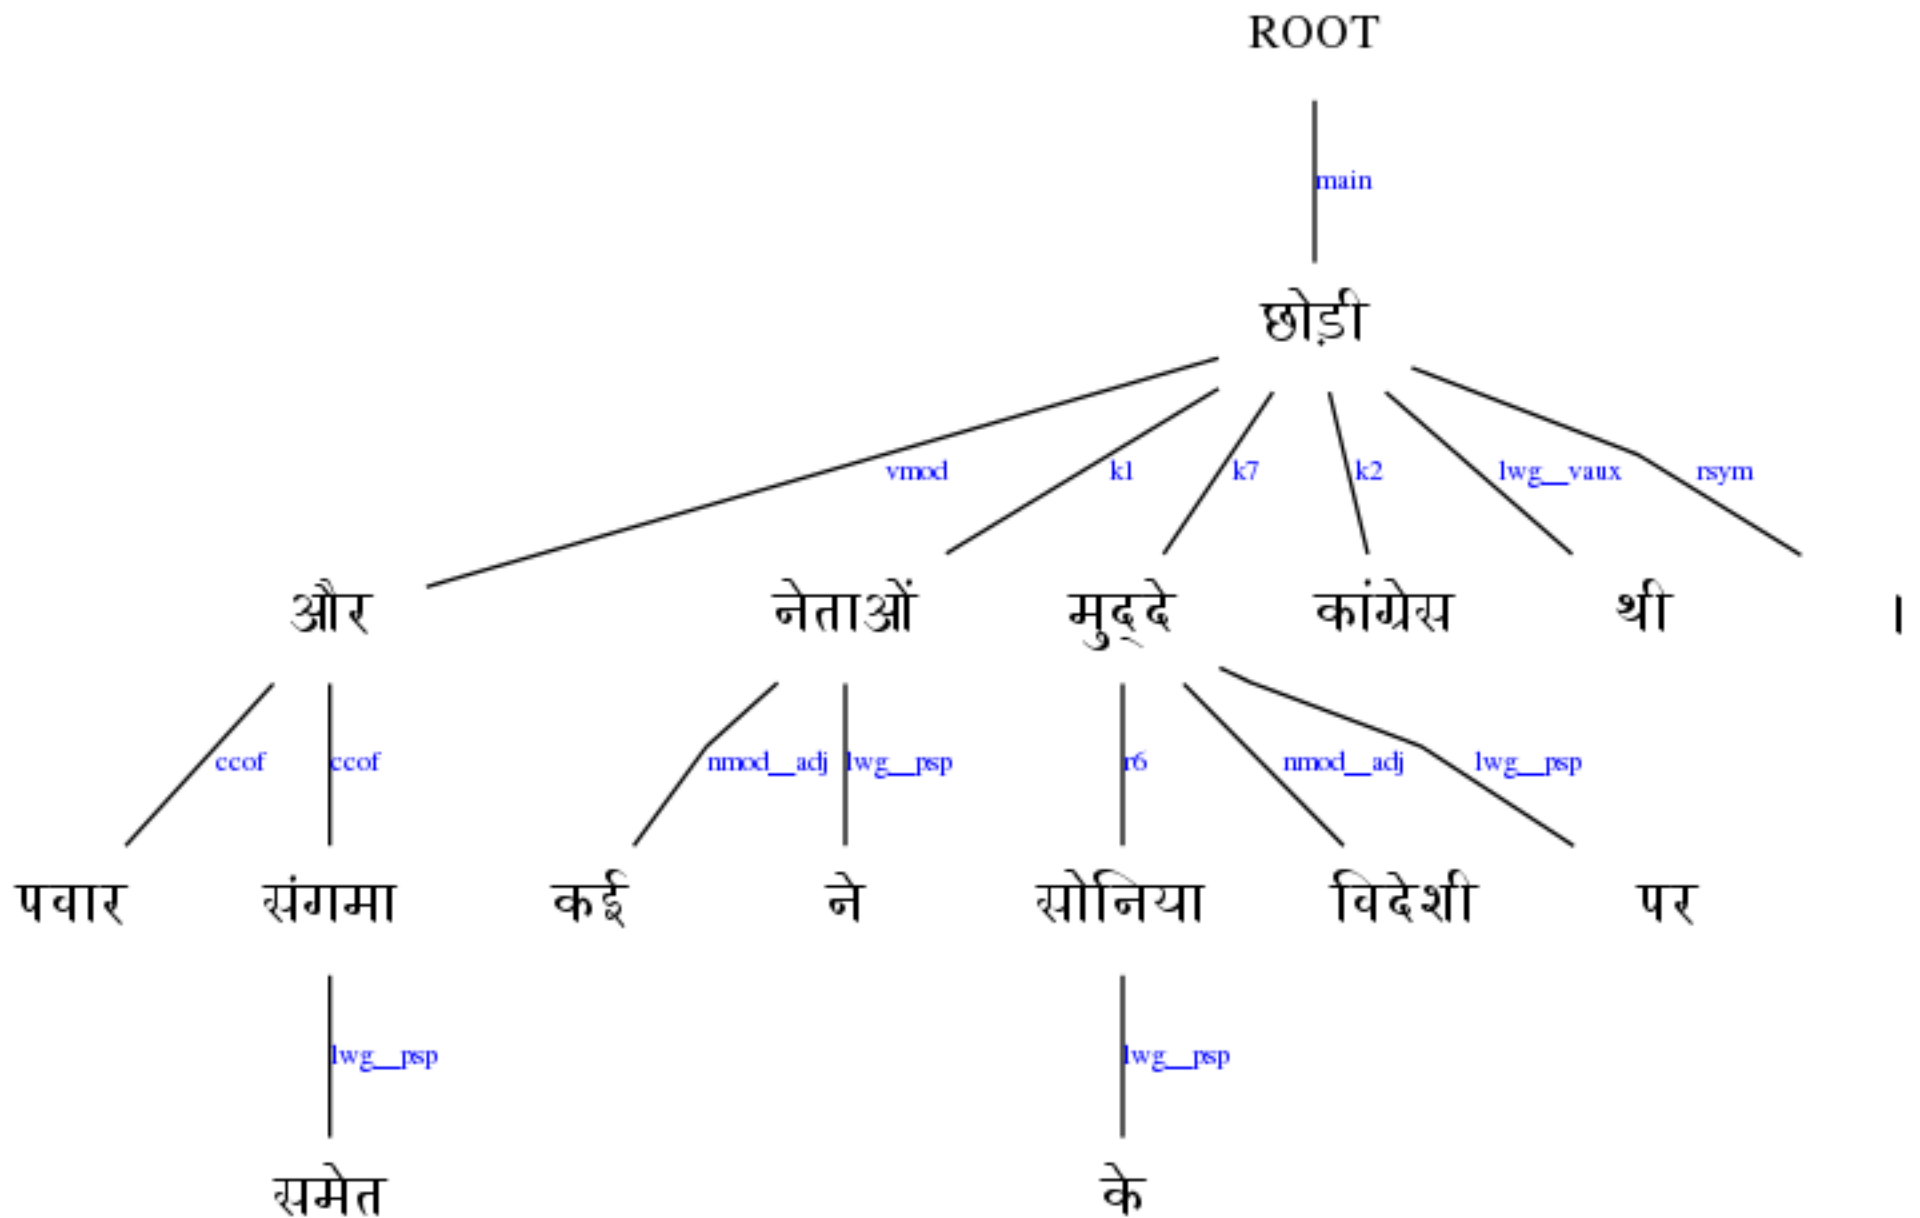 ROOT
main
छोड़ी
vmod k1 k7 k2 lwg__vaux rsym
और नेताओं मुद्दे कांग्रेस थी ।
ccof ccof nmod__adj lwg__psp r6 nmod__adj lwg__psp
पवार संगमा कई ने सोनिया विदेशी पर
lwg__psp lwg__psp
समेत के